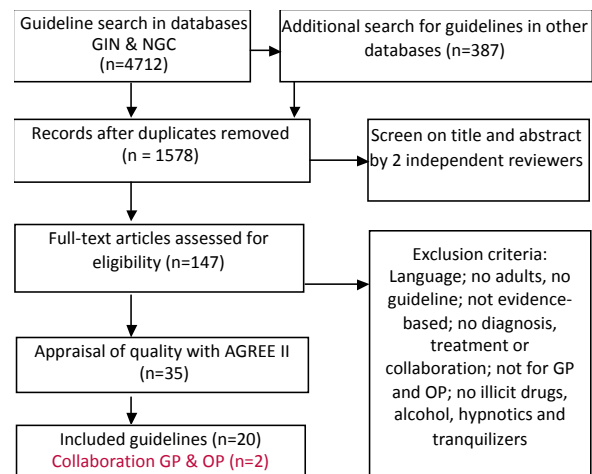 Guideline search in databases
GIN & NGC
(n=4712)
Additional search for guidelines in other
databases (n=387)
Records after duplicates removed
(n = 1578)
Screen on title and abstract
by 2 independent reviewers
Full-text articles assessed for
eligibility (n=147)
Exclusion criteria:
Language; no adults, no
guideline; not evidence-
based; no diagnosis,
treatment or
collaboration; not for GP
and OP; no illicit drugs,
alcohol, hypnotics and
tranquilizers
Appraisal of quality with AGREE II
(n=35)
Included guidelines (n=20)
Collaboration GP & OP (n=2)